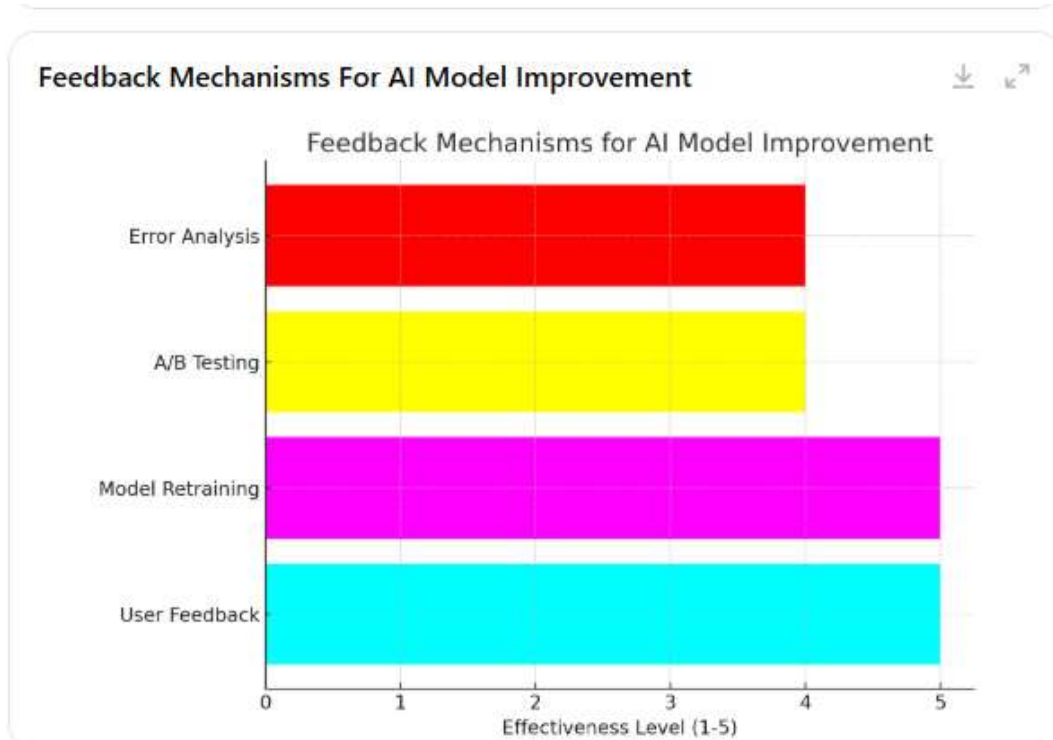 Feedback Mechanisms For AI Model Improvement
Feedback Mechanisms for AI Model Improvement
Error Analysis
A/B Testing
Model Retraining
User Feedback
0 1 2 3 4 5
Effectiveness Level (1-5)